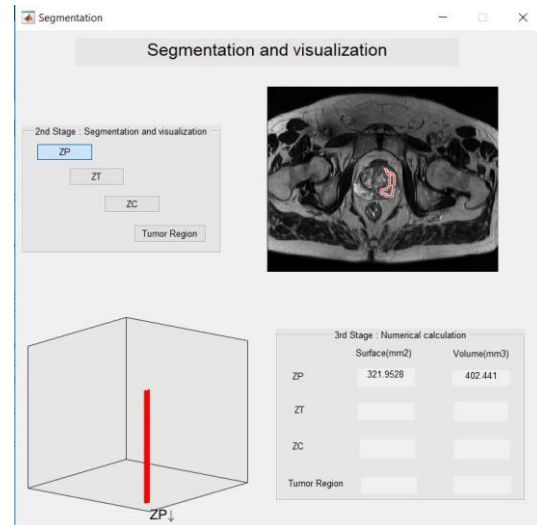 Segmentation
Segmentation and visualization
2nd Stage : Segmentation and visualization
ZP
ZT
ZC
Tumor Region
ZP↓
3rd Stage : Numerical calculation
Surface(mm2) Volume(mm3)
ZP 321.9528 402.441
ZT
ZC
Tumor Region